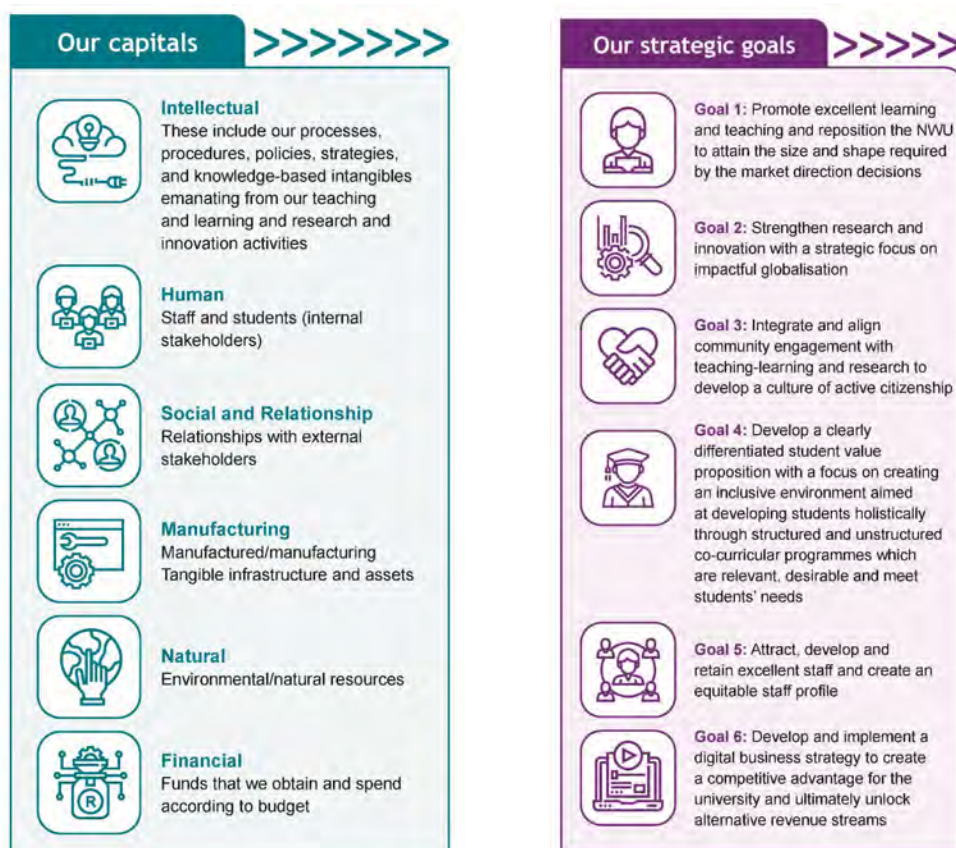 Our capitals
>>>>>>>
Intellectual
These include our processes,
procedures, policies, strategies,
and knowledge-based intangibles
emanating from our teaching
and learning and research and
innovation activities
Human
Staff and students (internal
stakeholders)
Social and Relationship
Relationships with external
stakeholders
Manufacturing
Manufactured/manufacturing
Tangible infrastructure and assets
Natural
Environmental/natural resources
R
Financial
Funds that we obtain and spend
according to budget
Our strategic goals
>>>>>
Goal 1: Promote excellent learning
and teaching and reposition the NWU
to attain the size and shape required
by the market direction decisions
Goal 2: Strengthen research and
innovation with a strategic focus on
impactful globalisation
Goal 3: Integrate and align
community engagement with
teaching-learning and research to
develop a culture of active citizenship
Goal 4: Develop a clearly
differentiated student value
proposition with a focus on creating
an inclusive environment aimed
at developing students holistically
through structured and unstructured
co-curricular programmes which
are relevant, desirable and meet
students' needs
Goal 5: Attract, develop and
retain excellent staff and create an
equitable staff profile
Goal 6: Develop and implement a
digital business strategy to create
a competitive advantage for the
university and ultimately unlock
alternative revenue streams